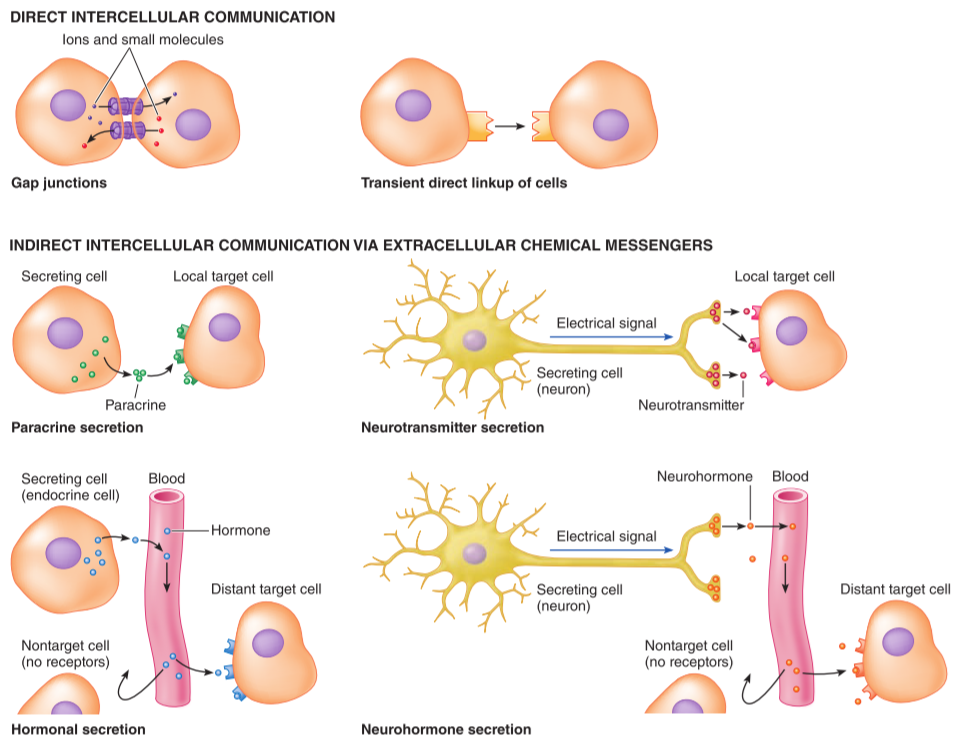 DIRECT INTERCELLULAR COMMUNICATION
Ions and small molecules
Gap junctions
Transient direct linkup of cells
INDIRECT INTERCELLULAR COMMUNICATION VIA EXTRACELLULAR CHEMICAL MESSENGERS
Secreting cell
Local target cell
Paracrine
Paracrine secretion
Local target cell
Electrical signal
Secreting cell
(neuron)
Neurotransmitter
Neurotransmitter secretion
Secreting cell
(endocrine cell)
Blood
Hormone
Distant target cell
Nontarget cell
(no receptors)
Hormonal secretion
Neurohormone
Blood
Electrical signal
Secreting cell
(neuron)
Distant target cell
Nontarget cell
(no receptors)
Neurohormone secretion